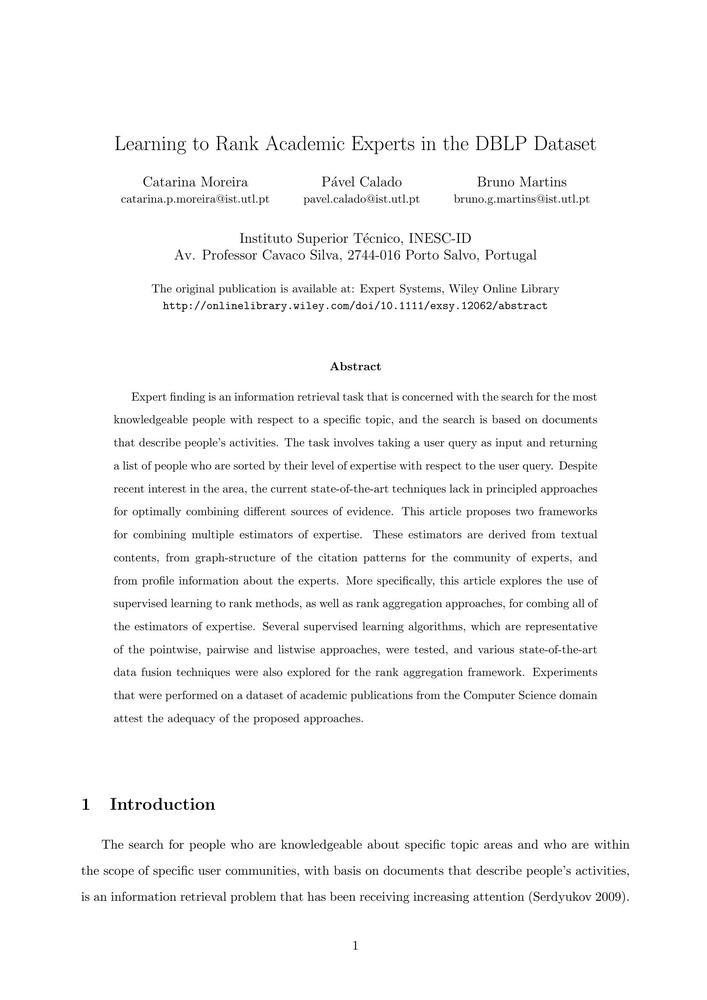 Learning to Rank Academic Experts in the DBLP Dataset
Catarina Moreira
catarina.p.moreira@ist.utl.pt
Pável Calado
pavel.calado@ist.utl.pt
Bruno Martins
bruno.g.martins@ist.utl.pt
Instituto Superior Técnico, INESC-ID
Av. Professor Cavaco Silva, 2744-016 Porto Salvo, Portugal
The original publication is available at: Expert Systems, Wiley Online Library
http://onlinelibrary.wiley.com/doi/10.1111/exsy.12062/abstract
Abstract
Expert finding is an information retrieval task that is concerned with the search for the most
knowledgeable people with respect to a specific topic, and the search is based on documents
that describe people's activities. The task involves taking a user query as input and returning
a list of people who are sorted by their level of expertise with respect to the user query. Despite
recent interest in the area, the current state-of-the-art techniques lack in principled approaches
for optimally combining different sources of evidence. This article proposes two frameworks
for combining multiple estimators of expertise. These estimators are derived from textual
contents, from graph-structure of the citation patterns for the community of experts, and
from profile information about the experts. More specifically, this article explores the use of
supervised learning to rank methods, as well as rank aggregation approaches, for combing all of
the estimators of expertise. Several supervised learning algorithms, which are representative
of the pointwise, pairwise and listwise approaches, were tested, and various state-of-the-art
data fusion techniques were also explored for the rank aggregation framework. Experiments
that were performed on a dataset of academic publications from the Computer Science domain
attest the adequacy of the proposed approaches.
1 Introduction
The search for people who are knowledgeable about specific topic areas and who are within
the scope of specific user communities, with basis on documents that describe people's activities,
is an information retrieval problem that has been receiving increasing attention (Serdyukov 2009).
1